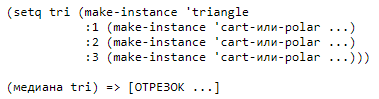 (setq tri (make-instance 'triangle
:1 (make-instance 'cart-или-polar ...)
:2 (make-instance 'cart-или-polar ...)
:3 (make-instance 'cart-или-polar ...)))
(медиана tri) => [ОТРЕЗОК ...]